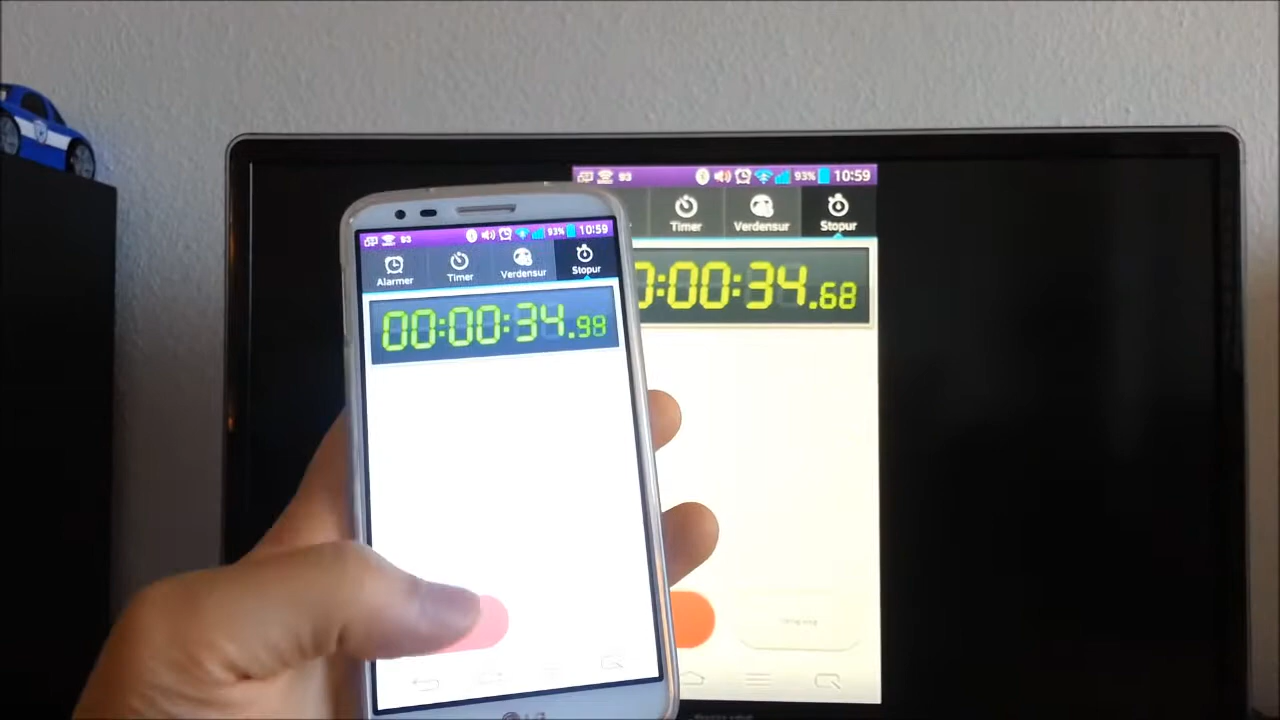 93 93% 10:59
Alarmer Timer Verdensur Stopur
00:00:34.98
LG
93 93% 10:59
Timer Verdensur Stopur
0:00:34.68